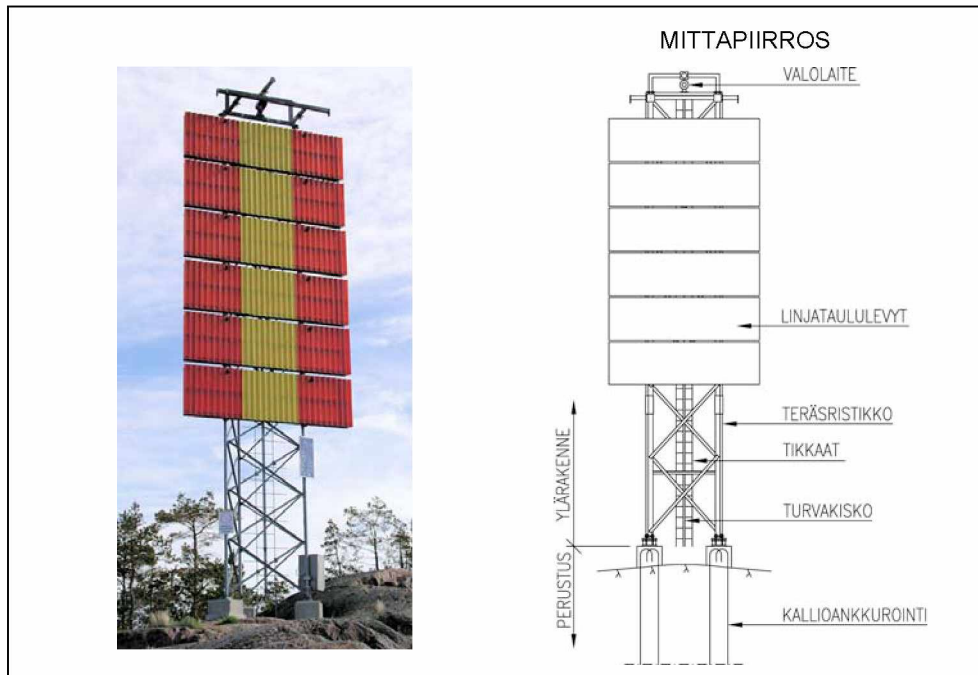 MITTAPIIRROS
VALOLAITE
LINJATAULULEVYT
TERÄSRISTIKKO
YLÄRAKENNE
TIKKAAT
TURVAKISKO
PERUSTUS
KALLIOANKKUROINTI